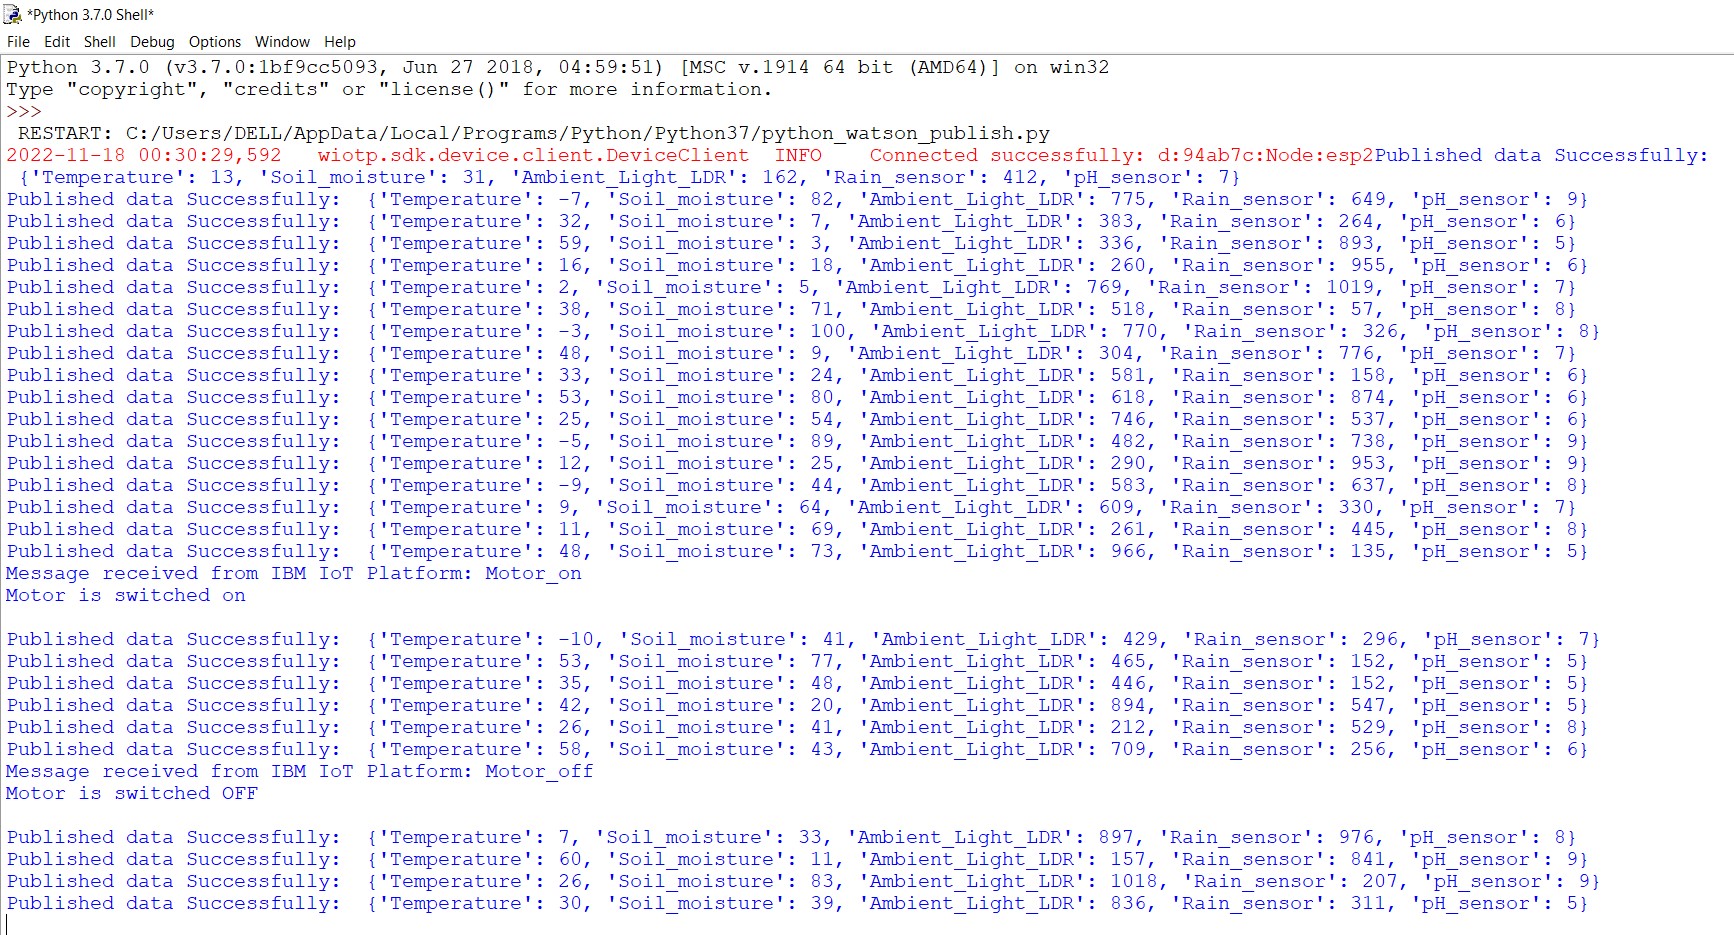 *Python 3.7.0 Shell*
File Edit Shell Debug Options Window Help
Python 3.7.0 (v3.7.0:1bf9cc5093, Jun 27 2018, 04:59:51) [MSC v.1914 64 bit (AMD64)] on win32
Type "copyright", "credits" or "license()" for more information.
>>>
 RESTART: C:/Users/DELL/AppData/Local/Programs/Python/Python37/python_watson_publish.py
2022-11-18 00:30:29,592   wiotp.sdk.device.client.DeviceClient  INFO    Connected successfully: d:94ab7c:Node:esp2Published data Successfully:
 {'Temperature': 13, 'Soil_moisture': 31, 'Ambient_Light_LDR': 162, 'Rain_sensor': 412, 'pH_sensor': 7}
Published data Successfully:  {'Temperature': -7, 'Soil_moisture': 82, 'Ambient_Light_LDR': 775, 'Rain_sensor': 649, 'pH_sensor': 9}
Published data Successfully:  {'Temperature': 32, 'Soil_moisture': 7, 'Ambient_Light_LDR': 383, 'Rain_sensor': 264, 'pH_sensor': 6}
Published data Successfully:  {'Temperature': 59, 'Soil_moisture': 3, 'Ambient_Light_LDR': 336, 'Rain_sensor': 893, 'pH_sensor': 5}
Published data Successfully:  {'Temperature': 16, 'Soil_moisture': 18, 'Ambient_Light_LDR': 260, 'Rain_sensor': 955, 'pH_sensor': 6}
Published data Successfully:  {'Temperature': 2, 'Soil_moisture': 5, 'Ambient_Light_LDR': 769, 'Rain_sensor': 1019, 'pH_sensor': 7}
Published data Successfully:  {'Temperature': 38, 'Soil_moisture': 71, 'Ambient_Light_LDR': 518, 'Rain_sensor': 57, 'pH_sensor': 8}
Published data Successfully:  {'Temperature': -3, 'Soil_moisture': 100, 'Ambient_Light_LDR': 770, 'Rain_sensor': 326, 'pH_sensor': 8}
Published data Successfully:  {'Temperature': 48, 'Soil_moisture': 9, 'Ambient_Light_LDR': 304, 'Rain_sensor': 776, 'pH_sensor': 7}
Published data Successfully:  {'Temperature': 33, 'Soil_moisture': 24, 'Ambient_Light_LDR': 581, 'Rain_sensor': 158, 'pH_sensor': 6}
Published data Successfully:  {'Temperature': 53, 'Soil_moisture': 80, 'Ambient_Light_LDR': 618, 'Rain_sensor': 874, 'pH_sensor': 6}
Published data Successfully:  {'Temperature': 25, 'Soil_moisture': 54, 'Ambient_Light_LDR': 746, 'Rain_sensor': 537, 'pH_sensor': 6}
Published data Successfully:  {'Temperature': -5, 'Soil_moisture': 89, 'Ambient_Light_LDR': 482, 'Rain_sensor': 738, 'pH_sensor': 9}
Published data Successfully:  {'Temperature': 12, 'Soil_moisture': 25, 'Ambient_Light_LDR': 290, 'Rain_sensor': 953, 'pH_sensor': 9}
Published data Successfully:  {'Temperature': -9, 'Soil_moisture': 44, 'Ambient_Light_LDR': 583, 'Rain_sensor': 637, 'pH_sensor': 8}
Published data Successfully:  {'Temperature': 9, 'Soil_moisture': 64, 'Ambient_Light_LDR': 609, 'Rain_sensor': 330, 'pH_sensor': 7}
Published data Successfully:  {'Temperature': 11, 'Soil_moisture': 69, 'Ambient_Light_LDR': 261, 'Rain_sensor': 445, 'pH_sensor': 8}
Published data Successfully:  {'Temperature': 48, 'Soil_moisture': 73, 'Ambient_Light_LDR': 966, 'Rain_sensor': 135, 'pH_sensor': 5}
Message received from IBM IoT Platform: Motor_on
Motor is switched on
Published data Successfully:  {'Temperature': -10, 'Soil_moisture': 41, 'Ambient_Light_LDR': 429, 'Rain_sensor': 296, 'pH_sensor': 7}
Published data Successfully:  {'Temperature': 53, 'Soil_moisture': 77, 'Ambient_Light_LDR': 465, 'Rain_sensor': 152, 'pH_sensor': 5}
Published data Successfully:  {'Temperature': 35, 'Soil_moisture': 48, 'Ambient_Light_LDR': 446, 'Rain_sensor': 152, 'pH_sensor': 5}
Published data Successfully:  {'Temperature': 42, 'Soil_moisture': 20, 'Ambient_Light_LDR': 894, 'Rain_sensor': 547, 'pH_sensor': 5}
Published data Successfully:  {'Temperature': 26, 'Soil_moisture': 41, 'Ambient_Light_LDR': 212, 'Rain_sensor': 529, 'pH_sensor': 8}
Published data Successfully:  {'Temperature': 58, 'Soil_moisture': 43, 'Ambient_Light_LDR': 709, 'Rain_sensor': 256, 'pH_sensor': 6}
Message received from IBM IoT Platform: Motor_off
Motor is switched OFF
Published data Successfully:  {'Temperature': 7, 'Soil_moisture': 33, 'Ambient_Light_LDR': 897, 'Rain_sensor': 976, 'pH_sensor': 8}
Published data Successfully:  {'Temperature': 60, 'Soil_moisture': 11, 'Ambient_Light_LDR': 157, 'Rain_sensor': 841, 'pH_sensor': 9}
Published data Successfully:  {'Temperature': 26, 'Soil_moisture': 83, 'Ambient_Light_LDR': 1018, 'Rain_sensor': 207, 'pH_sensor': 9}
Published data Successfully:  {'Temperature': 30, 'Soil_moisture': 39, 'Ambient_Light_LDR': 836, 'Rain_sensor': 311, 'pH_sensor': 5}